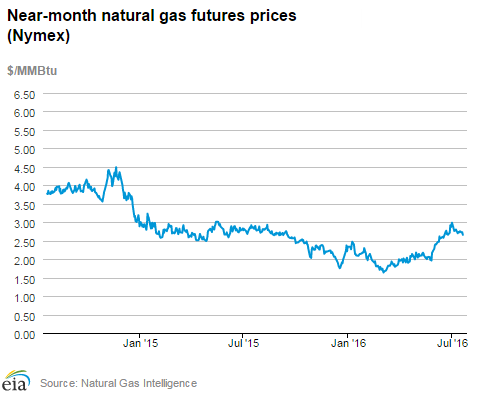 Near-month natural gas futures prices
(Nymex)
$/MMBtu
6.50
6.00
5.50
5.00
4.50
4.00
3.50
3.00
2.50
2.00
1.50
1.00
0.50
0.00
Jan '15
Jul '15
Jan '16
Jul '16
eia
Source: Natural Gas Intelligence